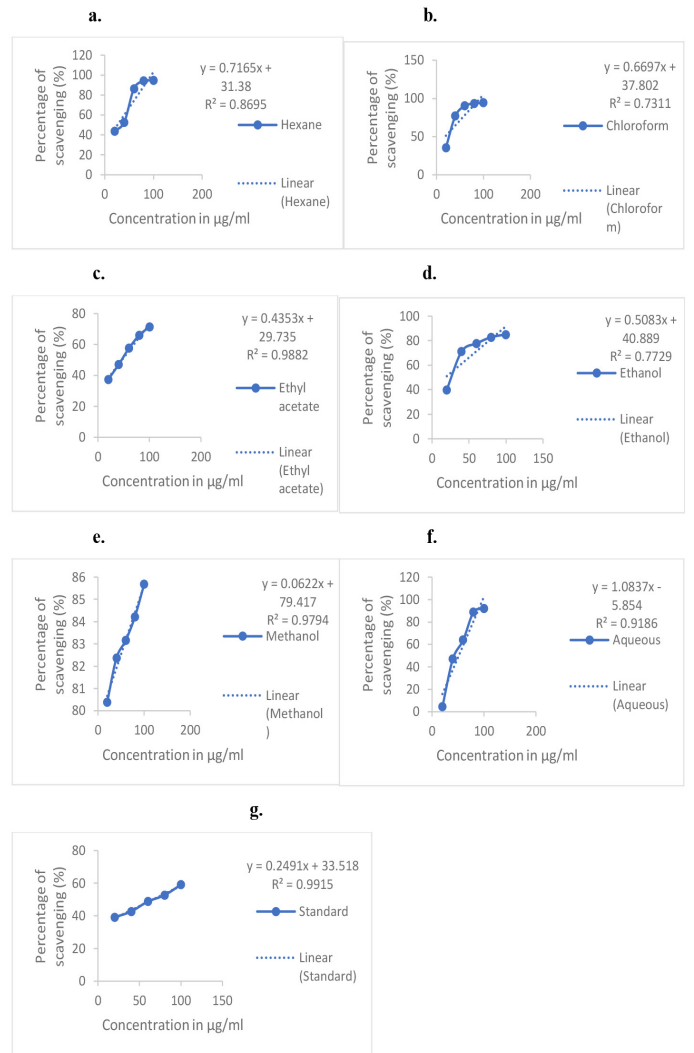 a.
120
100
80
60
40
20
0
0
100
200
Percentage of
scavenging (%)
Concentration in µg/ml
y = 0.7165x +
31.38
R² = 0.8695
Hexane
Linear
(Hexane)
b.
150
100
50
0
0
100
200
Percentage of
scavenging (%)
Concentration in µg/ml
y = 0.6697x +
37.802
R² = 0.7311
Chloroform
Linear
(Chlorofor
m)
c.
80
60
40
20
0
0
100
200
Percentage of
scavenging (%)
Concentration in µg/ml
y = 0.4353x +
29.735
R² = 0.9882
Ethyl
acetate
Linear
(Ethyl
acetate)
d.
100
80
60
40
20
0
0
50
100
150
Percentage of
scavenging (%)
Concentration in µg/ml
y = 0.5083x +
40.889
R² = 0.7729
Ethanol
Linear
(Ethanol)
e.
86
85
84
83
82
81
80
0
100
200
Percentage of
scavenging (%)
Concentration in µg/ml
y = 0.0622x +
79.417
R² = 0.9794
Methanol
Linear
(Methanol
)
f.
120
100
80
60
40
20
0
0
100
200
Percentage of
scavenging (%)
Concentration in µg/ml
y = 1.0837x -
5.854
R² = 0.9186
Aqueous
Linear
(Aqueous)
g.
80
60
40
20
0
0
50
100
150
Percentage of
scavenging (%)
Concentration in µg/ml
y = 0.2491x + 33.518
R² = 0.9915
Standard
Linear
(Standard)